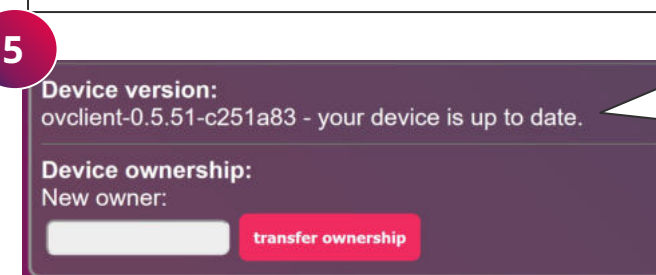 5
Device version:
ovclient-0.5.51-c251a83 - your device is up to date.
Device ownership:
New owner:
transfer ownership